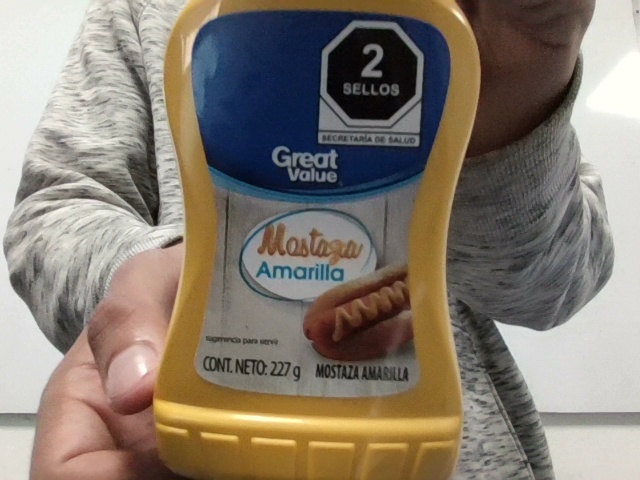 2
SELLOS
SECRETARÍA DE SALUD
Great
Value
Mostaza
Amarilla
sugerencia para servir
CONT. NETO: 227 g
MOSTAZA AMARILLA